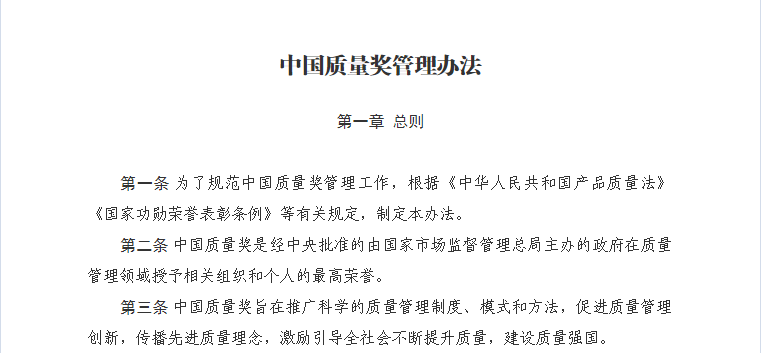 中国质量奖管理办法
第一章 总则
第一条 为了规范中国质量奖管理工作，根据《中华人民共和国产品质量法》
《国家功勋荣誉表彰条例》等有关规定，制定本办法。
第二条 中国质量奖是经中央批准的由国家市场监督管理总局主办的政府在质量
管理领域授予相关组织和个人的最高荣誉。
第三条 中国质量奖旨在推广科学的质量管理制度、模式和方法，促进质量管理
创新，传播先进质量理念，激励引导全社会不断提升质量，建设质量强国。